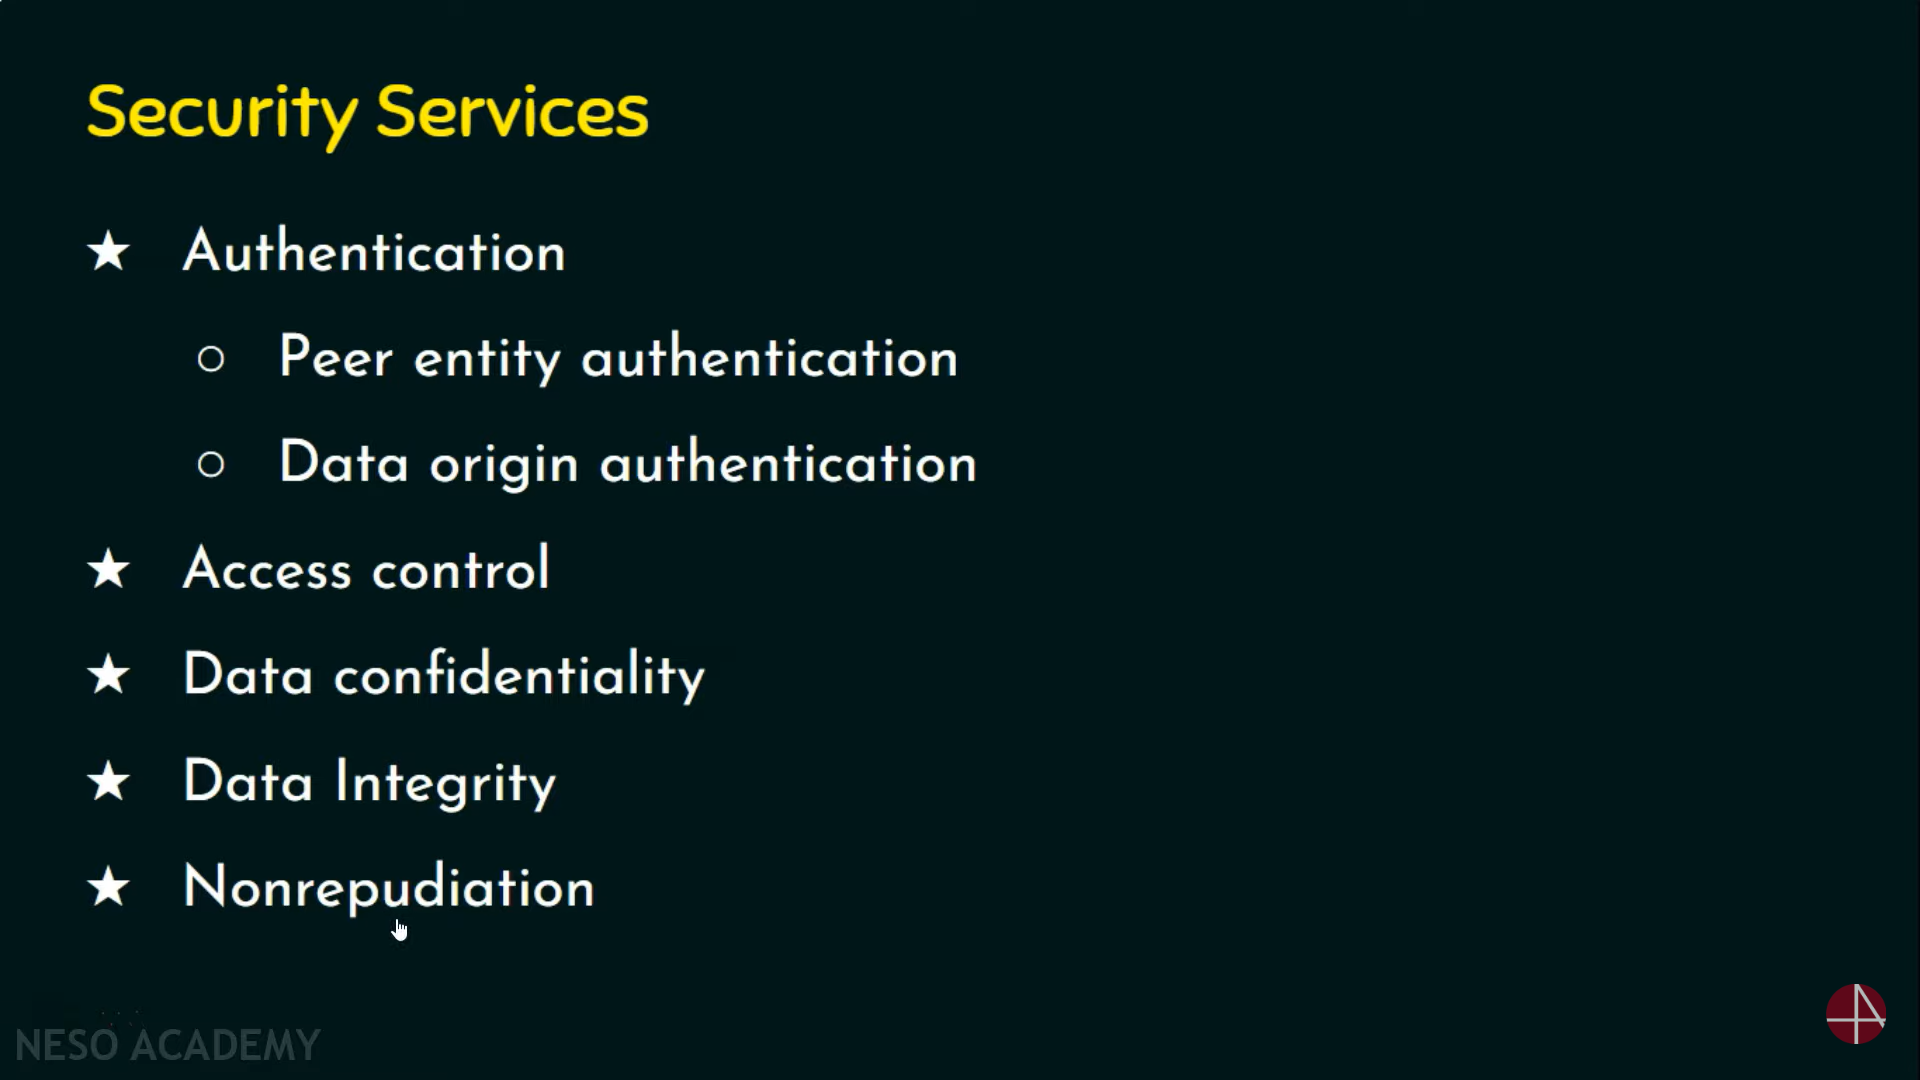 Security Services
★ Authentication
○ Peer entity authentication
○ Data origin authentication
★ Access control
★ Data confidentiality
★ Data Integrity
★ Nonrepudiation
NESO ACADEMY